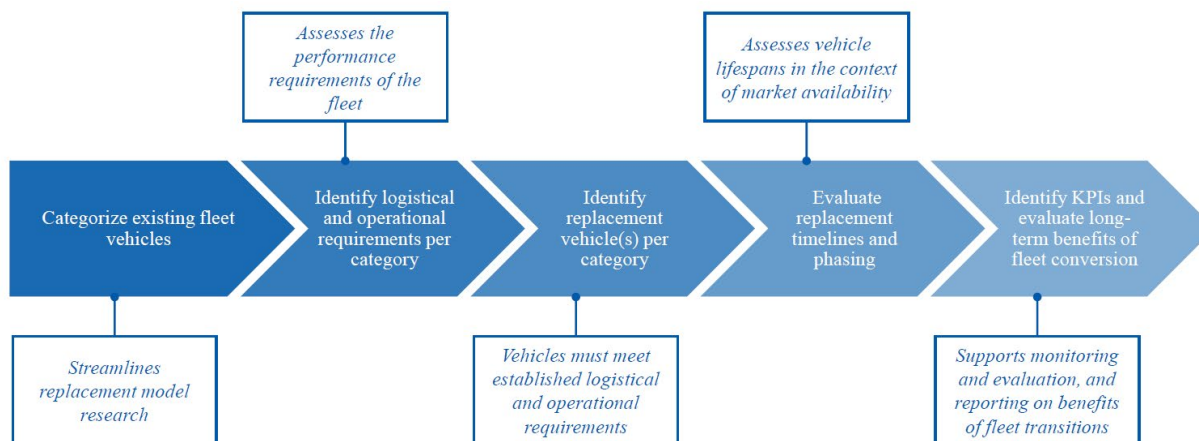 Assesses the
performance
requirements of the
fleet
Assesses vehicle
lifespans in the context
of market availability
Categorize existing fleet
vehicles
Identify logistical
and operational
requirements per
category
Identify
replacement
vehicle(s) per
category
Evaluate
replacement
timelines and
phasing
Identify KPIs and
evaluate long-
term benefits of
fleet conversion
Streamlines
replacement model
research
Vehicles must meet
established logistical
and operational
requirements
Supports monitoring
and evaluation, and
reporting on benefits
of fleet transitions